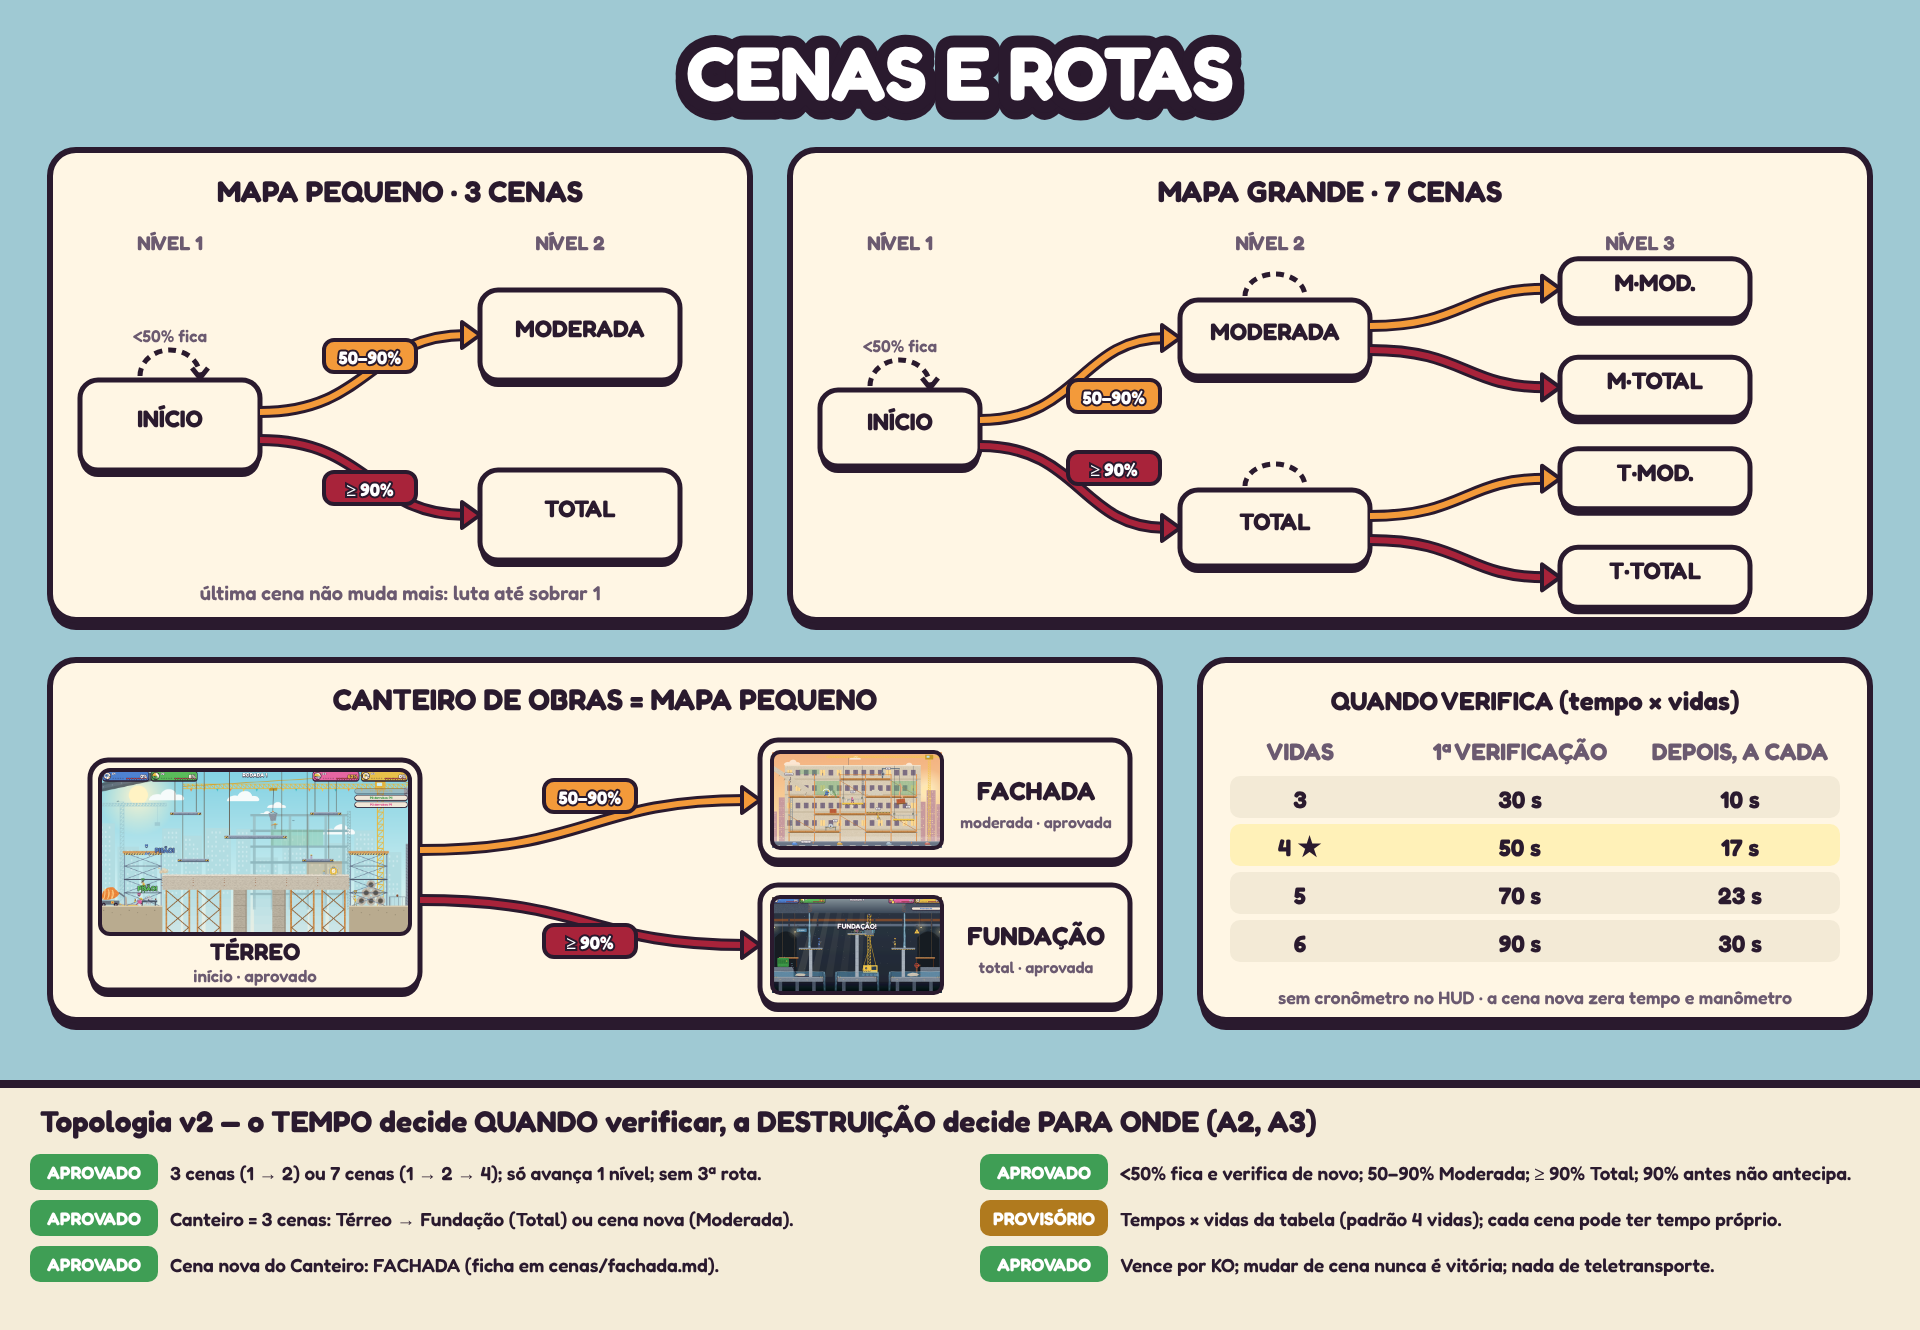 CENAS E ROTAS
MAPA PEQUENO · 3 CENAS
NÍVEL 1
NÍVEL 2
<50% fica
INÍCIO
50–90%
≥ 90%
MODERADA
TOTAL
última cena não muda mais: luta até sobrar 1
MAPA GRANDE · 7 CENAS
NÍVEL 1
NÍVEL 2
NÍVEL 3
<50% fica
INÍCIO
50–90%
≥ 90%
MODERADA
TOTAL
M·MOD.
M·TOTAL
T·MOD.
T·TOTAL
CANTEIRO DE OBRAS = MAPA PEQUENO
TÉRREO
início · aprovado
50–90%
≥ 90%
FACHADA
moderada · aprovada
FUNDAÇÃO!
FUNDAÇÃO
total · aprovada
QUANDO VERIFICA (tempo × vidas)
VIDAS 1ª VERIFICAÇÃO DEPOIS, A CADA
3 30 s 10 s
4 ★ 50 s 17 s
5 70 s 23 s
6 90 s 30 s
sem cronômetro no HUD · a cena nova zera tempo e manômetro
Topologia v2 — o TEMPO decide QUANDO verificar, a DESTRUIÇÃO decide PARA ONDE (A2, A3)
APROVADO 3 cenas (1 → 2) ou 7 cenas (1 → 2 → 4); só avança 1 nível; sem 3ª rota.
APROVADO Canteiro = 3 cenas: Térreo → Fundação (Total) ou cena nova (Moderada).
APROVADO Cena nova do Canteiro: FACHADA (ficha em cenas/fachada.md).
APROVADO <50% fica e verifica de novo; 50–90% Moderada; ≥ 90% Total; 90% antes não antecipa.
PROVISÓRIO Tempos × vidas da tabela (padrão 4 vidas); cada cena pode ter tempo próprio.
APROVADO Vence por KO; mudar de cena nunca é vitória; nada de teletransporte.